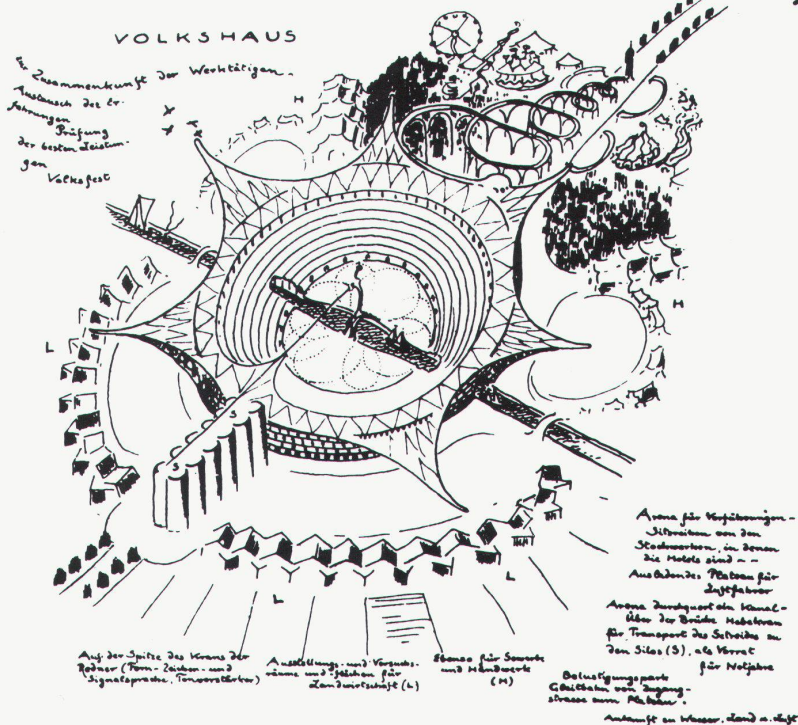 VOLKSHAUS
Zusammenkunft der Werktätigen.
Austausch der Er-
fahrungen
Prüfung
der besten Leistun-
gen
Volksfest
H
H
L
S
S
L
L
Arena für Vorführungen -
Sitzreihen von den
Stockwerken, in denen
die Hotels sind - -
Ausladendes Plateau für
Luftfahrer
Arena durchquert ein Kanal -
Über der Brücke Hebekran
für Transport des Getreides zu
den Silos (S), als Vorrat
für Notjahre
Auf der Spitze des Krans der
Redner (Fern-Zeichen- und
Signalsprache, Tonverstärker)
Ausstellungs- und Versuchs-
räume und -flächen für
Landwirtschaft (L)
Ebenso für Gewerbe
und Handwerk
(H)
Belustigungspark
Gleitbahn von Zugang-
strasse zum Plateau.
Ankunft zu Wasser, Land u. Luft